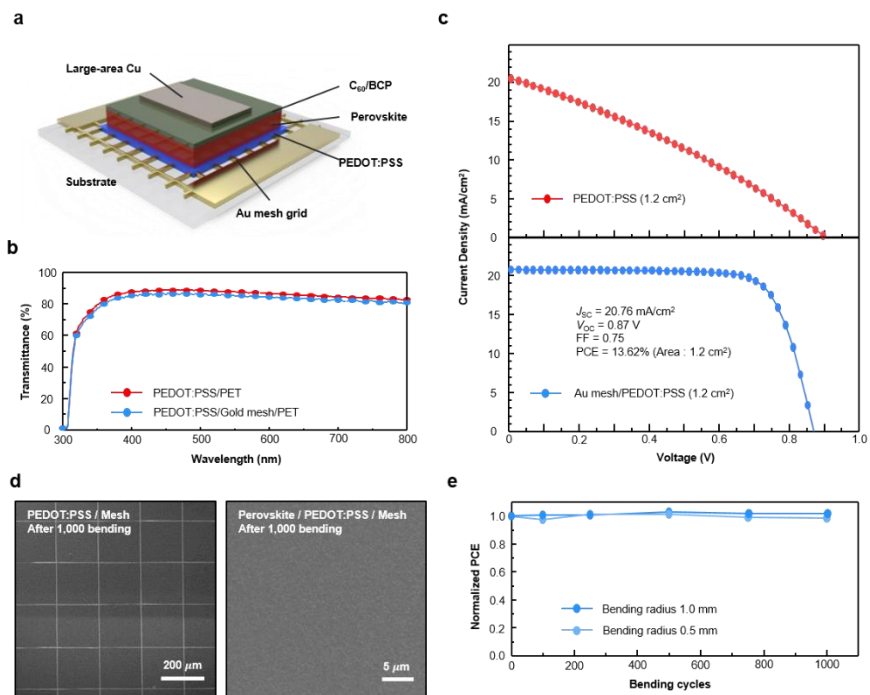 a
Large-area Cu
C₆₀/BCP
Perovskite
PEDOT:PSS
Substrate
Au mesh grid
b
100
80
60
40
20
0
Transmittance (%)
PEDOT:PSS/PET
PEDOT:PSS/Gold mesh/PET
300 400 500 600 700 800
Wavelength (nm)
c
20
15
10
5
0
PEDOT:PSS (1.2 cm²)
Current Density (mA/cm²)
20
15
10
5
0
J_SC = 20.76 mA/cm²
V_OC = 0.87 V
FF = 0.75
PCE = 13.62% (Area : 1.2 cm²)
Au mesh/PEDOT:PSS (1.2 cm²)
0 0.2 0.4 0.6 0.8 1.0
Voltage (V)
d
PEDOT:PSS / Mesh
After 1,000 bending
200 μm
Perovskite / PEDOT:PSS / Mesh
After 1,000 bending
5 μm
e
1.0
0.8
0.6
0.4
0.2
0.0
Normalized PCE
Bending radius 1.0 mm
Bending radius 0.5 mm
0 200 400 600 800 1000
Bending cycles